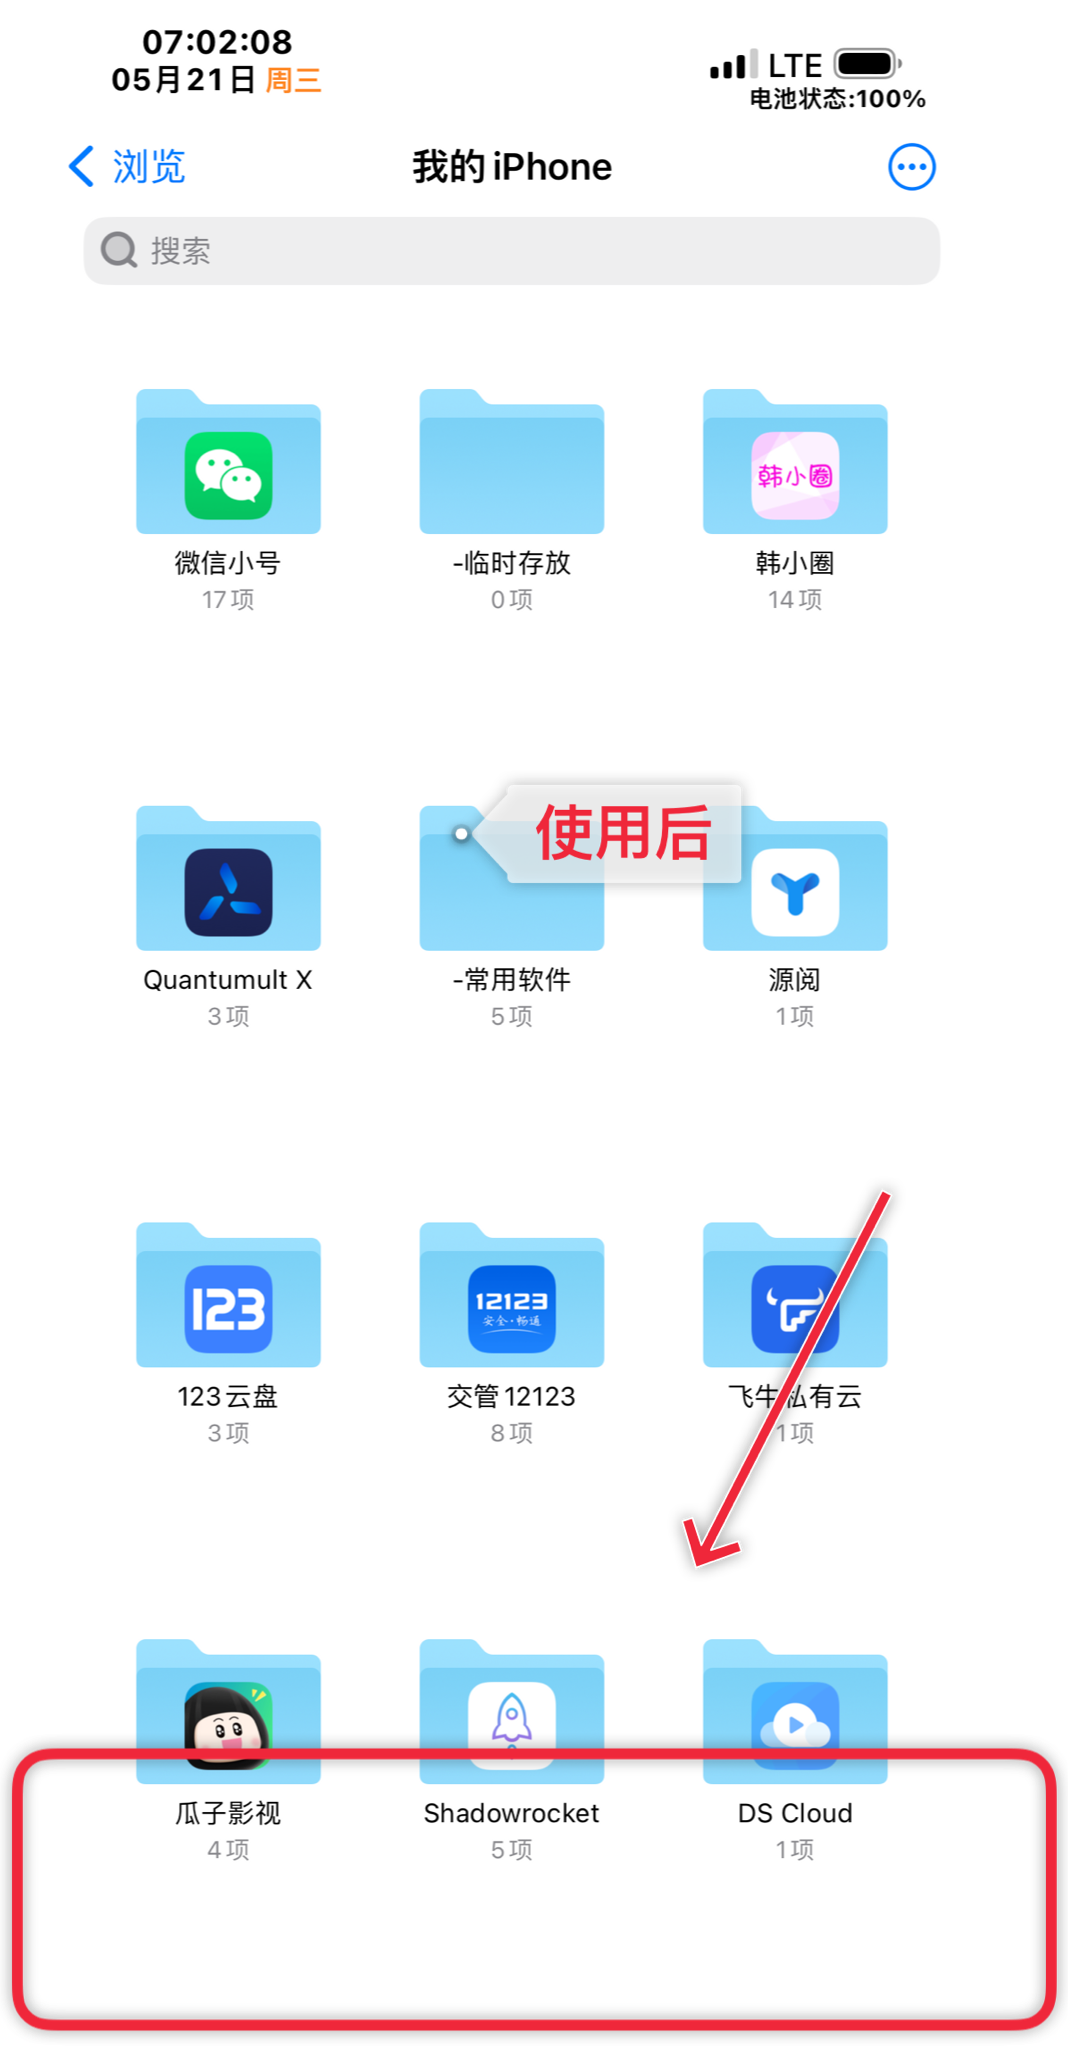 07:02:08
05月21日 周三
LTE
电池状态:100%
浏览
我的 iPhone
搜索
韩小圈
微信小号
-临时存放
韩小圈
17 项
0 项
14 项
使用后
Quantumult X
-常用软件
源阅
3 项
5 项
1 项
123
12123
安全·畅通
123 云盘
交管 12123
飞牛私有云
3 项
8 项
1 项
瓜子影视
Shadowrocket
DS Cloud
4 项
5 项
1 项